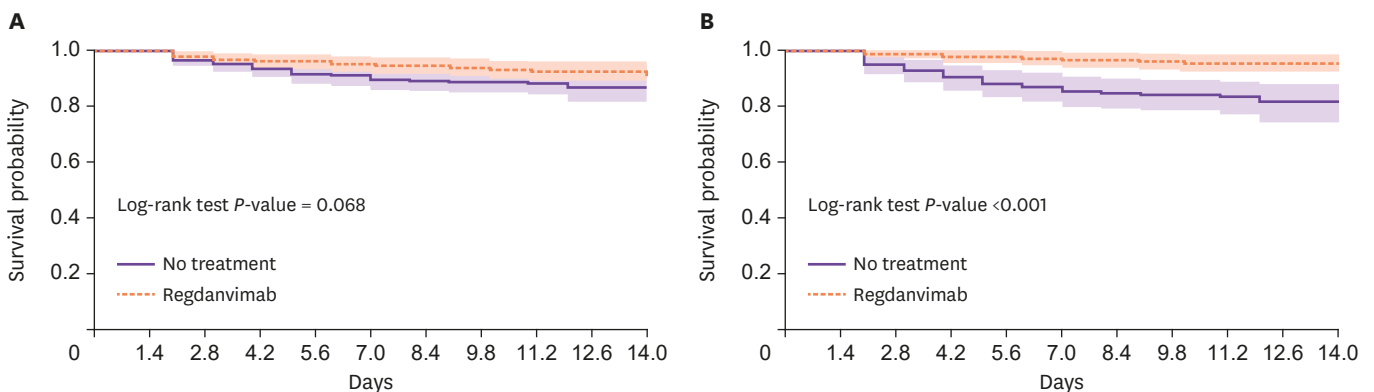 A
Survival probability
1.0
0.8
0.6
0.4
0.2
0
1.4
2.8
4.2
5.6
7.0
8.4
9.8
11.2
12.6
14.0
Days
Log-rank test P-value = 0.068
No treatment
Regdanvimab
B
Survival probability
1.0
0.8
0.6
0.4
0.2
0
1.4
2.8
4.2
5.6
7.0
8.4
9.8
11.2
12.6
14.0
Days
Log-rank test P-value <0.001
No treatment
Regdanvimab